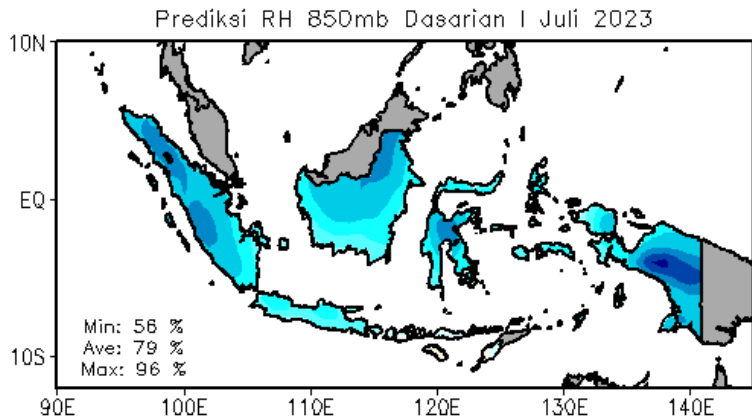 Prediksi RH 850mb Dasarian I Juli 2023
10N
EQ
10S
Min: 56 %
Ave: 79 %
Max: 96 %
90E 100E 110E 120E 130E 140E